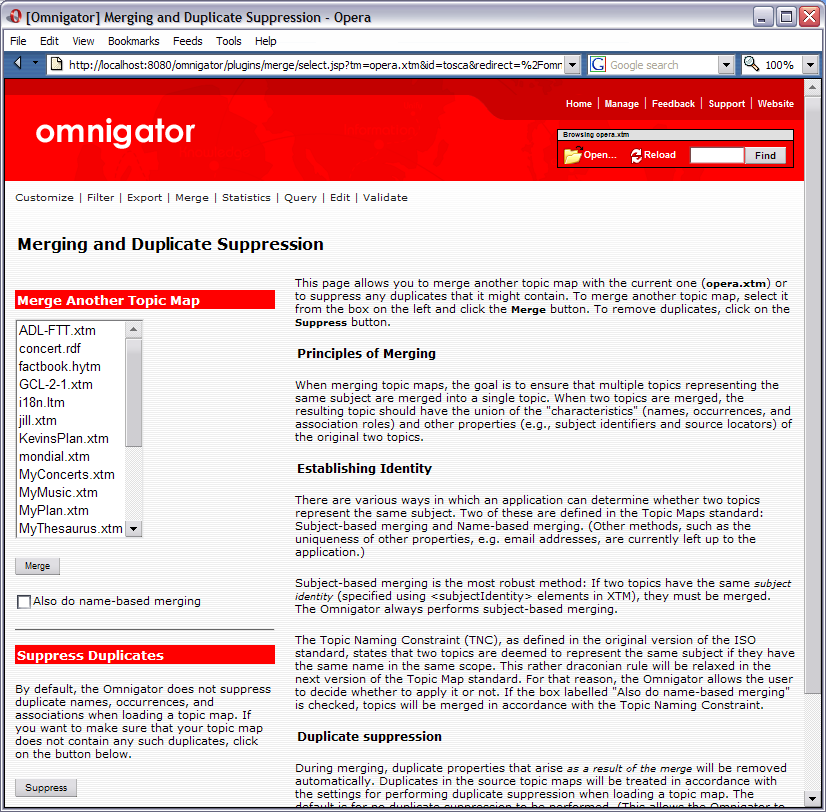 [Omnigator] Merging and Duplicate Suppression - Opera
File Edit View Bookmarks Feeds Tools Help
http://localhost:8080/omnigator/plugins/merge/select.jsp?tm=opera.xtm&id=tosca&redirect=%2Fomr
Google search
100%
Home | Manage | Feedback | Support | Website
omnigator
Browsing opera.xtm
Open... Reload Find
Customize | Filter | Export | Merge | Statistics | Query | Edit | Validate
Merging and Duplicate Suppression
Merge Another Topic Map
ADL-FTT.xtm
concert.rdf
factbook.hytm
GCL-2-1.xtm
i18n.ltm
jill.xtm
KevinsPlan.xtm
mondial.xtm
MyConcerts.xtm
MyMusic.xtm
MyPlan.xtm
MyThesaurus.xtm
Merge
Also do name-based merging
Suppress Duplicates
By default, the Omnigator does not suppress
duplicate names, occurrences, and
associations when loading a topic map. If
you want to make sure that your topic map
does not contain any such duplicates, click
on the button below.
Suppress
This page allows you to merge another topic map with the current one (opera.xtm) or
to suppress any duplicates that it might contain. To merge another topic map, select it
from the box on the left and click the Merge button. To remove duplicates, click on the
Suppress button.
Principles of Merging
When merging topic maps, the goal is to ensure that multiple topics representing the
same subject are merged into a single topic. When two topics are merged, the
resulting topic should have the union of the "characteristics" (names, occurrences, and
association roles) and other properties (e.g., subject identifiers and source locators) of
the original two topics.
Establishing Identity
There are various ways in which an application can determine whether two topics
represent the same subject. Two of these are defined in the Topic Maps standard:
Subject-based merging and Name-based merging. (Other methods, such as the
uniqueness of other properties, e.g. email addresses, are currently left up to the
application.)
Subject-based merging is the most robust method: If two topics have the same subject
identity (specified using <subjectIdentity> elements in XTM), they must be merged.
The Omnigator always performs subject-based merging.
The Topic Naming Constraint (TNC), as defined in the original version of the ISO
standard, states that two topics are deemed to represent the same subject if they have
the same name in the same scope. This rather draconian rule will be relaxed in the
next version of the Topic Map standard. For that reason, the Omnigator allows the user
to decide whether to apply it or not. If the box labelled "Also do name-based merging"
is checked, topics will be merged in accordance with the Topic Naming Constraint.
Duplicate suppression
During merging, duplicate properties that arise as a result of the merge will be removed
automatically. Duplicates in the source topic maps will be treated in accordance with
the settings for performing duplicate suppression when loading a topic map. The
default is for no duplicate suppression to be performed. (This allows the Omnigator to